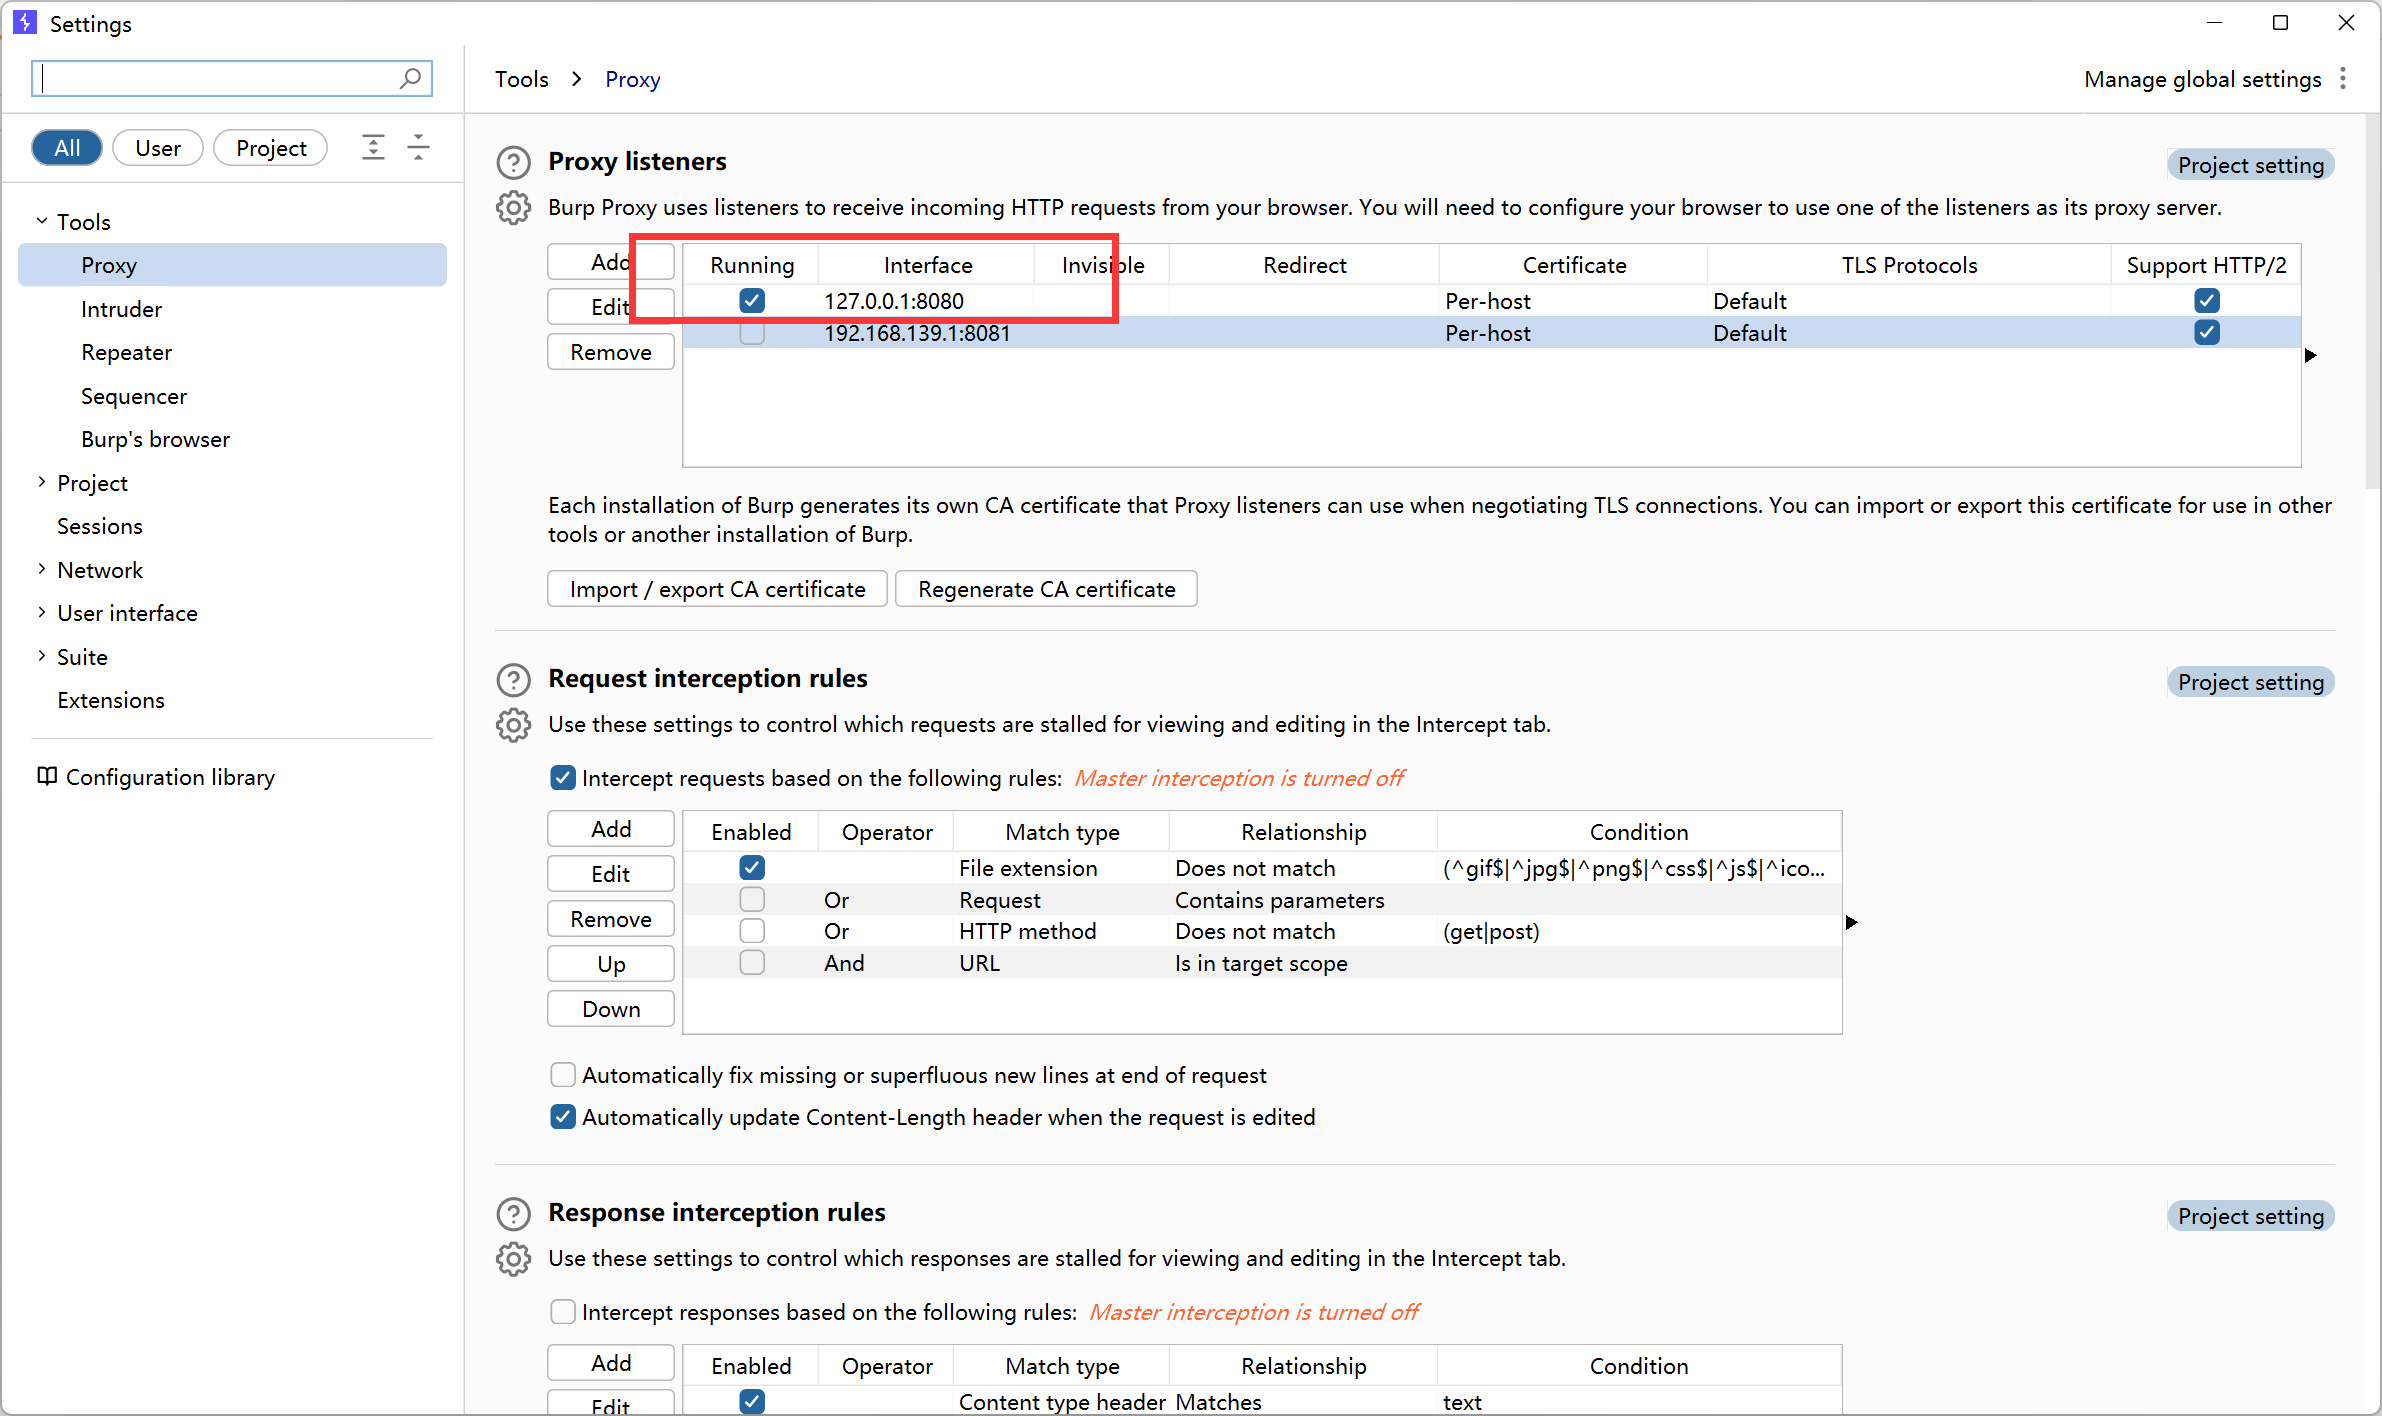 Settings
Tools > Proxy
Manage global settings
All User Project
Tools
Proxy
Intruder
Repeater
Sequencer
Burp's browser
Project
Sessions
Network
User interface
Suite
Extensions
Configuration library
Proxy listeners
Project setting
Burp Proxy uses listeners to receive incoming HTTP requests from your browser. You will need to configure your browser to use one of the listeners as its proxy server.
Add
Edit
Remove
Running Interface Invisible Redirect Certificate TLS Protocols Support HTTP/2
127.0.0.1:8080 Per-host Default
192.168.139.1:8081 Per-host Default
Each installation of Burp generates its own CA certificate that Proxy listeners can use when negotiating TLS connections. You can import or export this certificate for use in other
tools or another installation of Burp.
Import / export CA certificate Regenerate CA certificate
Request interception rules
Project setting
Use these settings to control which requests are stalled for viewing and editing in the Intercept tab.
Intercept requests based on the following rules: Master interception is turned off
Add
Edit
Remove
Up
Down
Enabled Operator Match type Relationship Condition
File extension Does not match (^gif$|^jpg$|^png$|^css$|^js$|^ico...
Or Request Contains parameters
Or HTTP method Does not match (get|post)
And URL Is in target scope
Automatically fix missing or superfluous new lines at end of request
Automatically update Content-Length header when the request is edited
Response interception rules
Project setting
Use these settings to control which responses are stalled for viewing and editing in the Intercept tab.
Intercept responses based on the following rules: Master interception is turned off
Add
Edit
Enabled Operator Match type Relationship Condition
Content type header Matches text